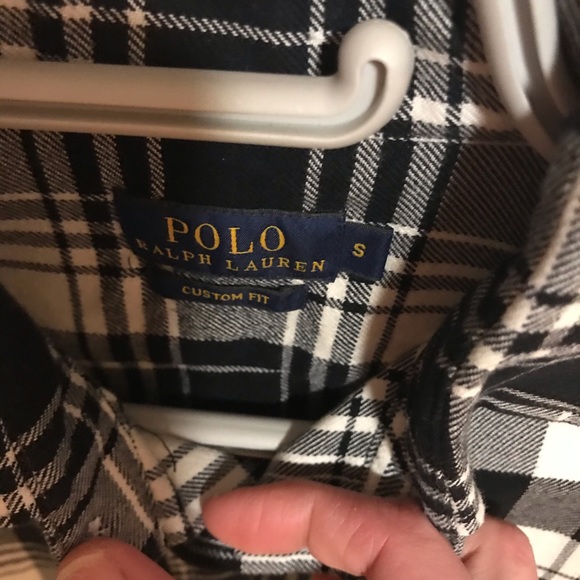 POLO
RALPH LAUREN
S
CUSTOM FIT